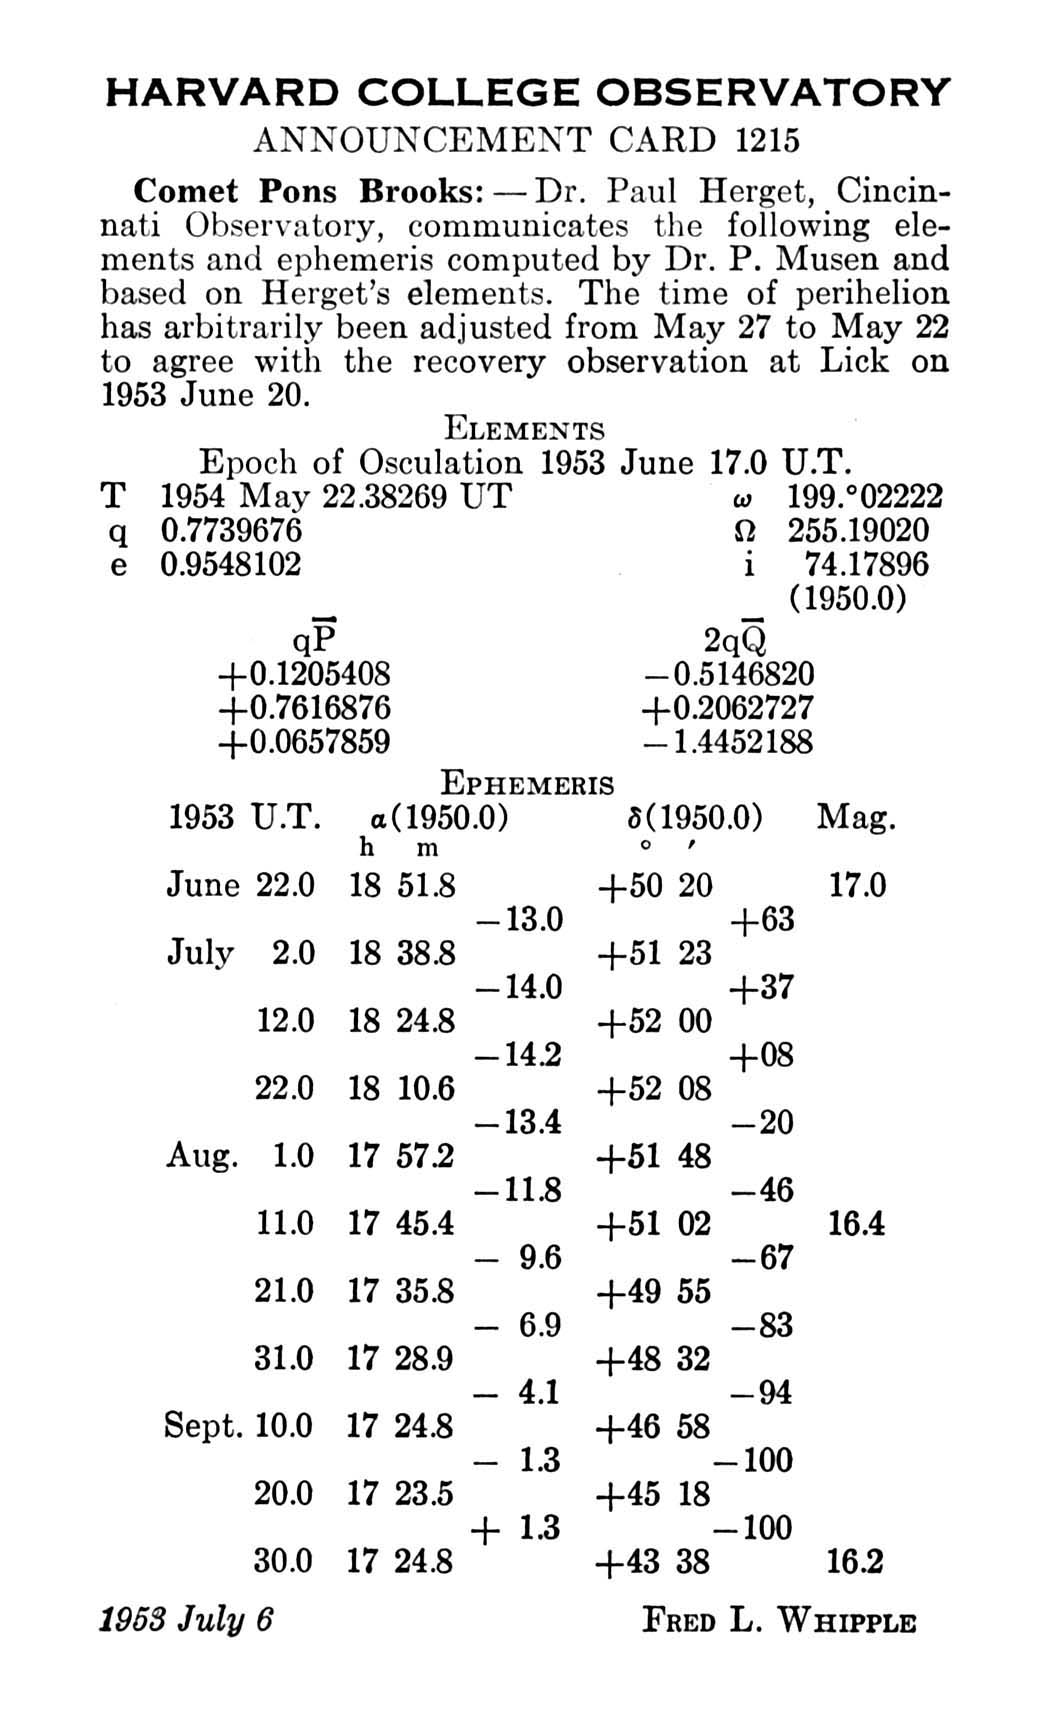 HARVARD COLLEGE OBSERVATORY
ANNOUNCEMENT CARD 1215
Comet Pons Brooks: — Dr. Paul Herget, Cincin-
nati Observatory, communicates the following ele-
ments and ephemeris computed by Dr. P. Musen and
based on Herget's elements. The time of perihelion
has arbitrarily been adjusted from May 27 to May 22
to agree with the recovery observation at Lick on
1953 June 20.
ELEMENTS
Epoch of Osculation 1953 June 17.0 U.T.
T 1954 May 22.38269 UT ω 199.°02222
q 0.7739676 Ω 255.19020
e 0.9548102 i 74.17896
(1950.0)
qP̅ 2qQ̅
+0.1205408 −0.5146820
+0.7616876 +0.2062727
+0.0657859 −1.4452188
EPHEMERIS
1953 U.T. α(1950.0) δ(1950.0) Mag.
h m ° ′
June 22.0 18 51.8 +50 20 17.0
−13.0 +63
July 2.0 18 38.8 +51 23
−14.0 +37
12.0 18 24.8 +52 00
−14.2 +08
22.0 18 10.6 +52 08
−13.4 −20
Aug. 1.0 17 57.2 +51 48
−11.8 −46
11.0 17 45.4 +51 02 16.4
− 9.6 −67
21.0 17 35.8 +49 55
− 6.9 −83
31.0 17 28.9 +48 32
− 4.1 −94
Sept. 10.0 17 24.8 +46 58
− 1.3 −100
20.0 17 23.5 +45 18
+ 1.3 −100
30.0 17 24.8 +43 38 16.2
1953 July 6 FRED L. WHIPPLE